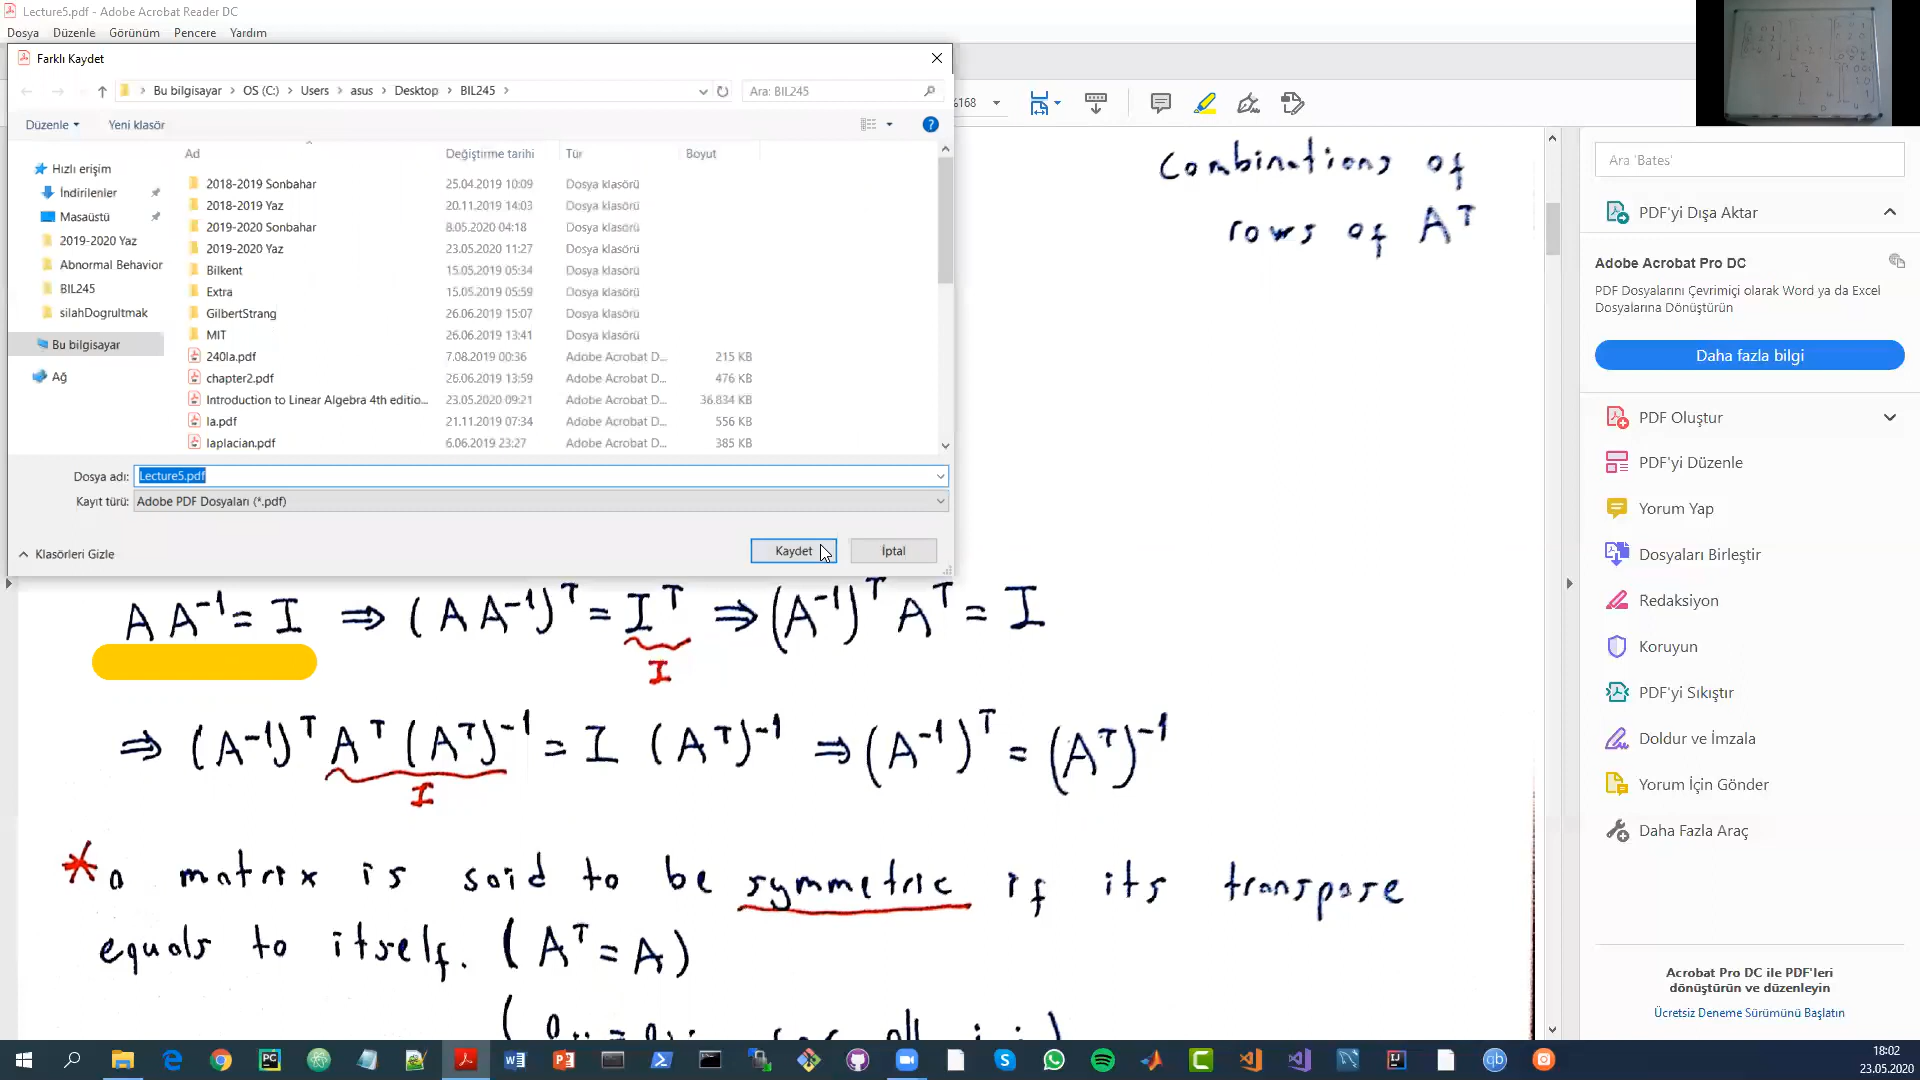 Lecture5.pdf - Adobe Acrobat Reader DC
Dosya Düzenle Görünüm Pencere Yardım
Farklı Kaydet
Bu bilgisayar OS (C:) Users asus Desktop BIL245
Ara: BIL245
Düzenle Yeni klasör
Ad Değiştirme tarihi Tür Boyut
Hızlı erişim
İndirilenler
Masaüstü
2019-2020 Yaz
Abnormal Behavior
BIL245
silahDogrultmak
Bu bilgisayar
Ağ
2018-2019 Sonbahar 25.04.2019 10:09 Dosya klasörü
2018-2019 Yaz 20.11.2019 14:03 Dosya klasörü
2019-2020 Sonbahar 8.05.2020 04:18 Dosya klasörü
2019-2020 Yaz 23.05.2020 11:27 Dosya klasörü
Bilkent 15.05.2019 05:34 Dosya klasörü
Extra 15.05.2019 05:59 Dosya klasörü
GilbertStrang 26.06.2019 15:07 Dosya klasörü
MIT 26.06.2019 13:41 Dosya klasörü
240la.pdf 7.08.2019 00:36 Adobe Acrobat D... 215 KB
chapter2.pdf 26.06.2019 13:59 Adobe Acrobat D... 476 KB
Introduction to Linear Algebra 4th editio... 23.05.2020 09:21 Adobe Acrobat D... 36.834 KB
la.pdf 21.11.2019 07:34 Adobe Acrobat D... 556 KB
laplacian.pdf 6.06.2019 23:27 Adobe Acrobat D... 385 KB
Dosya adı: Lecture5.pdf
Kayıt türü: Adobe PDF Dosyaları (*.pdf)
Klasörleri Gizle
Kaydet İptal
%168
combinations of
rows of Aᵀ
A A⁻¹ = I ⇒ (A A⁻¹)ᵀ = Iᵀ ⇒ (A⁻¹)ᵀ Aᵀ = I
I
⇒ (A⁻¹)ᵀ Aᵀ (Aᵀ)⁻¹ = I (Aᵀ)⁻¹ ⇒ (A⁻¹)ᵀ = (Aᵀ)⁻¹
I
* a matrix is said to be symmetric if its transpose
equals to itself. (Aᵀ = A)
Ara 'Bates'
PDF'yi Dışa Aktar
Adobe Acrobat Pro DC
PDF Dosyalarını Çevrimiçi olarak Word ya da Excel
Dosyalarına Dönüştürün
Daha fazla bilgi
PDF Oluştur
PDF'yi Düzenle
Yorum Yap
Dosyaları Birleştir
Redaksiyon
Koruyun
PDF'yi Sıkıştır
Doldur ve İmzala
Yorum İçin Gönder
Daha Fazla Araç
Acrobat Pro DC ile PDF'leri
dönüştürün ve düzenleyin
Ücretsiz Deneme Sürümünü Başlatın
18:02
23.05.2020